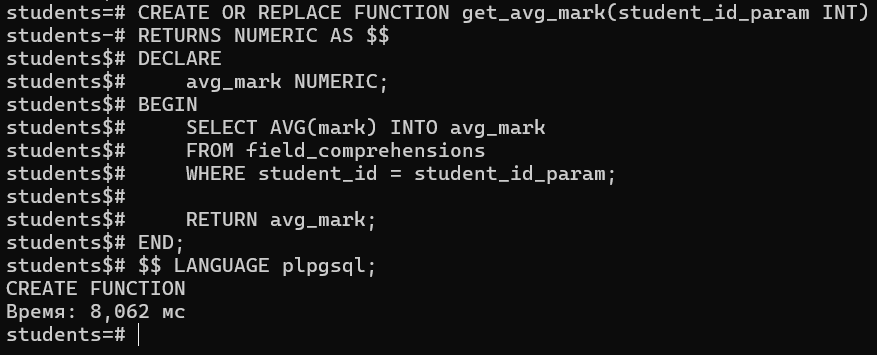 students=# CREATE OR REPLACE FUNCTION get_avg_mark(student_id_param INT)
students-# RETURNS NUMERIC AS $$
students$# DECLARE
students$#     avg_mark NUMERIC;
students$# BEGIN
students$#     SELECT AVG(mark) INTO avg_mark
students$#     FROM field_comprehensions
students$#     WHERE student_id = student_id_param;
students$#
students$#     RETURN avg_mark;
students$# END;
students$# $$ LANGUAGE plpgsql;
CREATE FUNCTION
Время: 8,062 мс
students=#